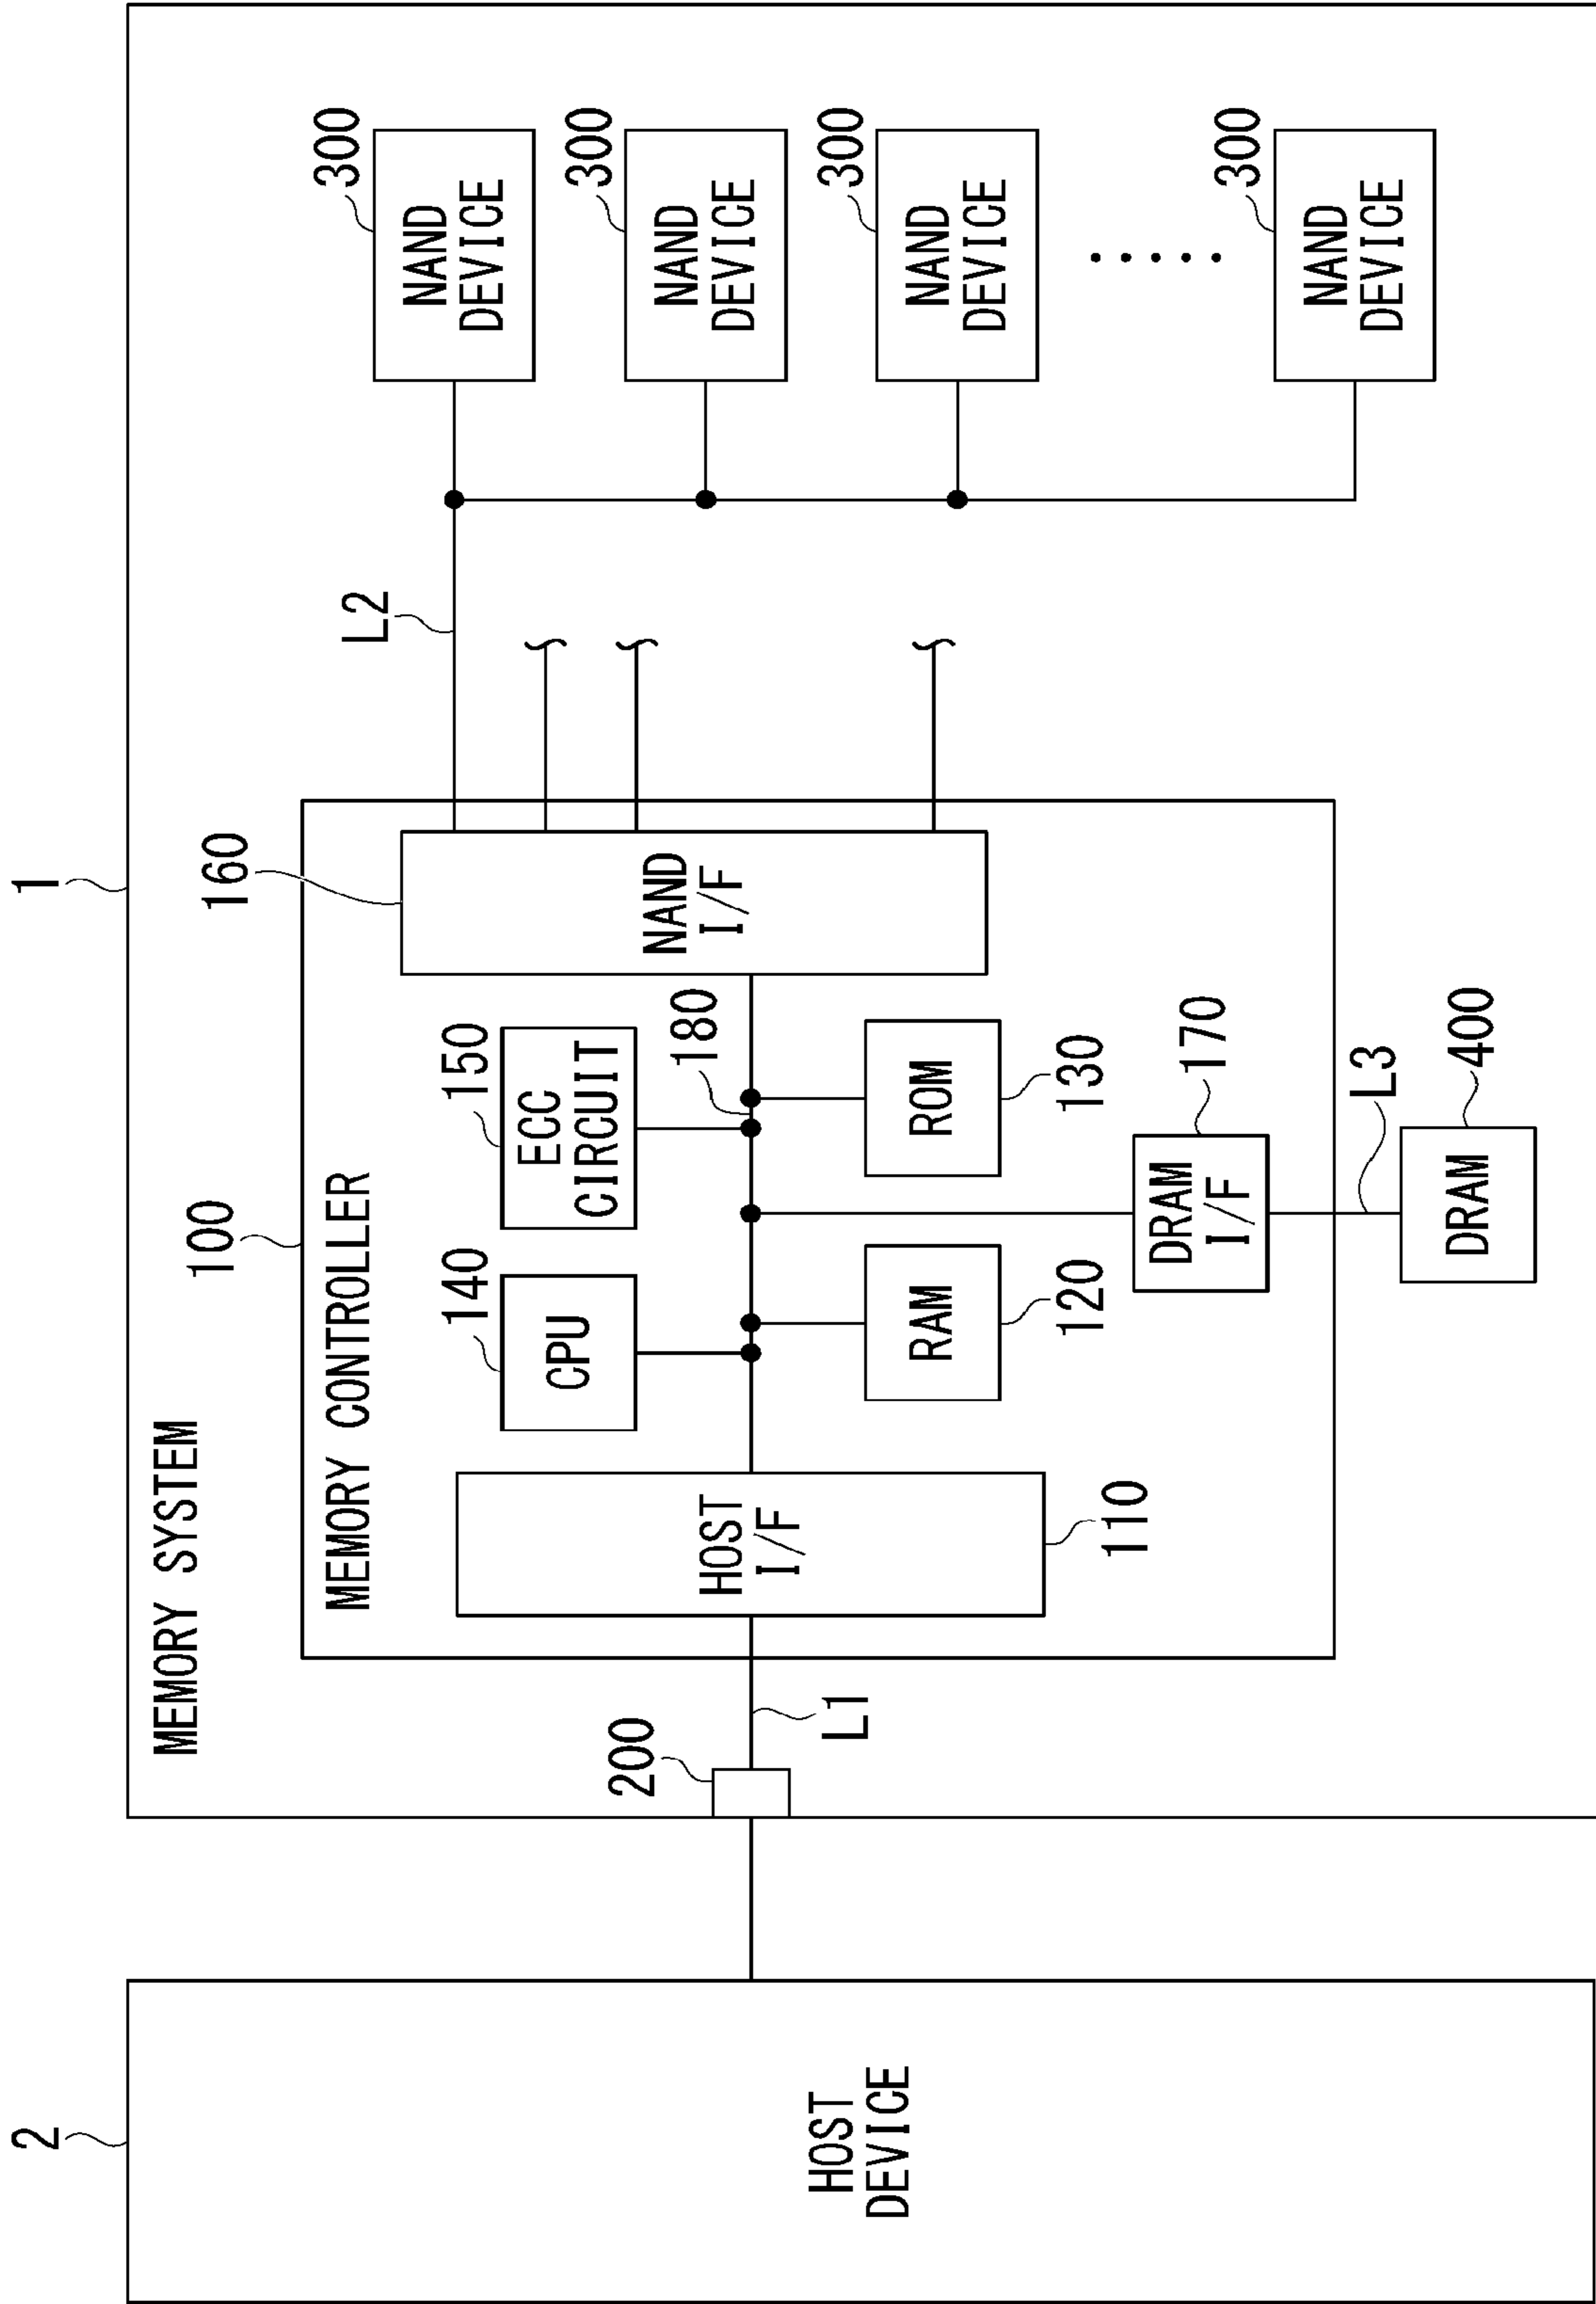 1
2
MEMORY SYSTEM
100
MEMORY CONTROLLER
160
300
NAND
DEVICE
L2
140
CPU
150
ECC
CIRCUIT
300
NAND
DEVICE
200
HOST
I/F
180
NAND
I/F
HOST
DEVICE
L1
RAM
ROM
300
NAND
DEVICE
110
120
130
DRAM
I/F
170
300
NAND
DEVICE
L3
DRAM
400